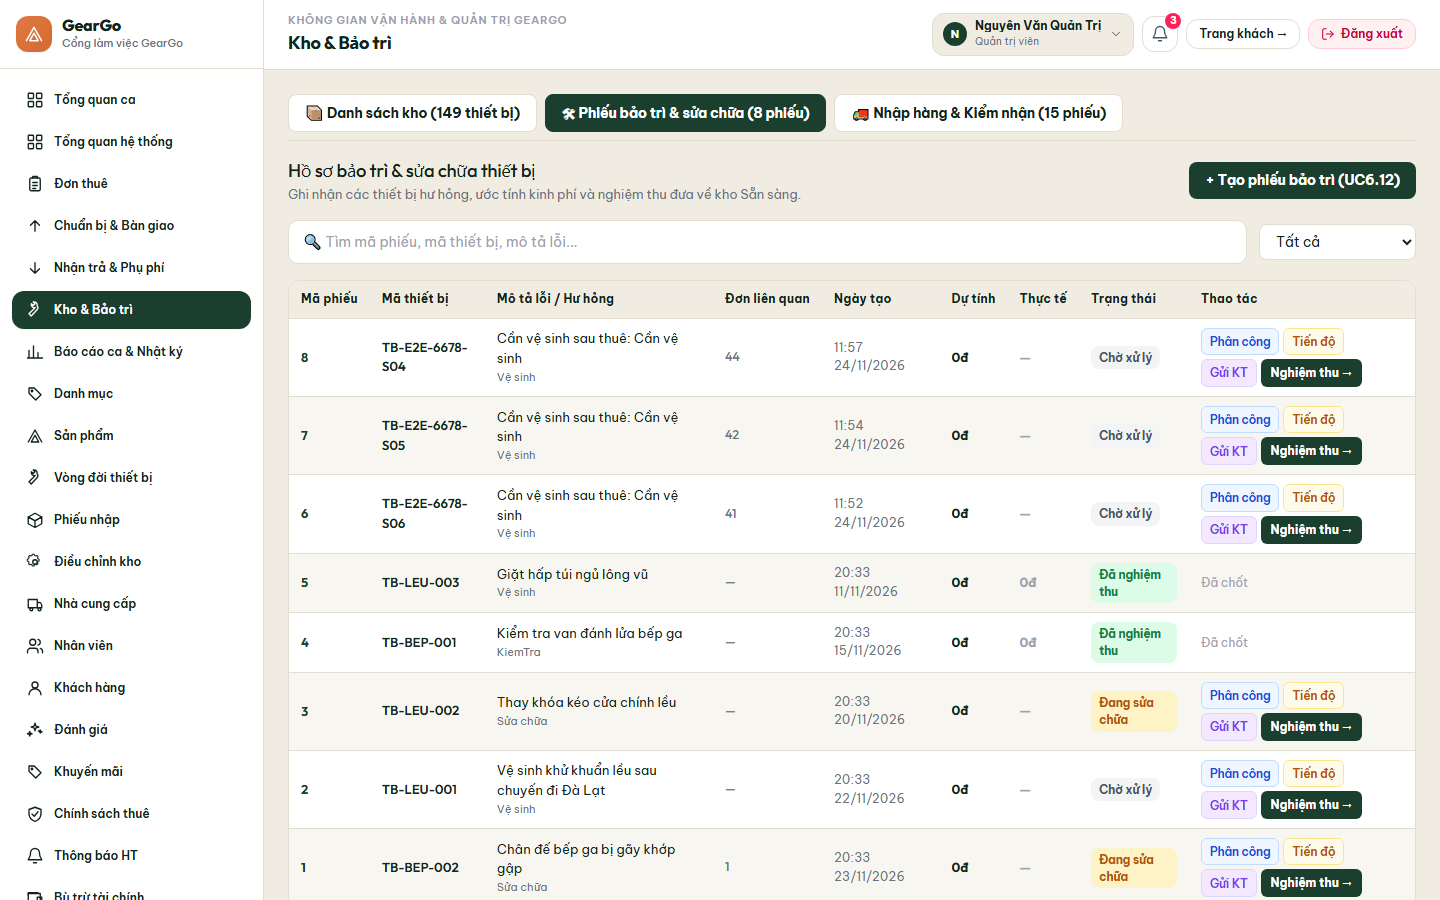 GearGo
Cổng làm việc GearGo
KHÔNG GIAN VẬN HÀNH & QUẢN TRỊ GEARGO
Kho & Bảo trì
N
Nguyễn Văn Quản Trị
Quản trị viên
3
Trang khách →
Đăng xuất
Tổng quan ca
Tổng quan hệ thống
Đơn thuê
Chuẩn bị & Bàn giao
Nhận trả & Phụ phí
Kho & Bảo trì
Báo cáo ca & Nhật ký
Danh mục
Sản phẩm
Vòng đời thiết bị
Phiếu nhập
Điều chỉnh kho
Nhà cung cấp
Nhân viên
Khách hàng
Đánh giá
Khuyến mãi
Chính sách thuê
Thông báo HT
Bù trừ tài chính
Danh sách kho (149 thiết bị)
Phiếu bảo trì & sửa chữa (8 phiếu)
Nhập hàng & Kiểm nhận (15 phiếu)
Hồ sơ bảo trì & sửa chữa thiết bị
Ghi nhận các thiết bị hư hỏng, ước tính kinh phí và nghiệm thu đưa về kho Sẵn sàng.
+ Tạo phiếu bảo trì (UC6.12)
Tìm mã phiếu, mã thiết bị, mô tả lỗi...
Tất cả
Mã phiếu Mã thiết bị Mô tả lỗi / Hư hỏng Đơn liên quan Ngày tạo Dự tính Thực tế Trạng thái Thao tác
8
TB-E2E-6678-
S04
Cần vệ sinh sau thuê: Cần vệ
sinh
Vệ sinh
44
11:57
24/11/2026
0đ
—
Chờ xử lý
Phân công Tiến độ
Gửi KT Nghiệm thu →
7
TB-E2E-6678-
S05
Cần vệ sinh sau thuê: Cần vệ
sinh
Vệ sinh
42
11:54
24/11/2026
0đ
—
Chờ xử lý
Phân công Tiến độ
Gửi KT Nghiệm thu →
6
TB-E2E-6678-
S06
Cần vệ sinh sau thuê: Cần vệ
sinh
Vệ sinh
41
11:52
24/11/2026
0đ
—
Chờ xử lý
Phân công Tiến độ
Gửi KT Nghiệm thu →
5
TB-LEU-003
Giặt hấp túi ngủ lông vũ
Vệ sinh
—
20:33
11/11/2026
0đ
0đ
Đã nghiệm
thu
Đã chốt
4
TB-BEP-001
Kiểm tra van đánh lửa bếp ga
KiemTra
—
20:33
15/11/2026
0đ
0đ
Đã nghiệm
thu
Đã chốt
3
TB-LEU-002
Thay khóa kéo cửa chính lều
Sửa chữa
—
20:33
20/11/2026
0đ
—
Đang sửa
chữa
Phân công Tiến độ
Gửi KT Nghiệm thu →
2
TB-LEU-001
Vệ sinh khử khuẩn lều sau
chuyến đi Đà Lạt
Vệ sinh
—
20:33
22/11/2026
0đ
—
Chờ xử lý
Phân công Tiến độ
Gửi KT Nghiệm thu →
1
TB-BEP-002
Chân đế bếp ga bị gãy khớp
gập
Sửa chữa
1
20:33
23/11/2026
0đ
—
Đang sửa
chữa
Phân công Tiến độ
Gửi KT Nghiệm thu →